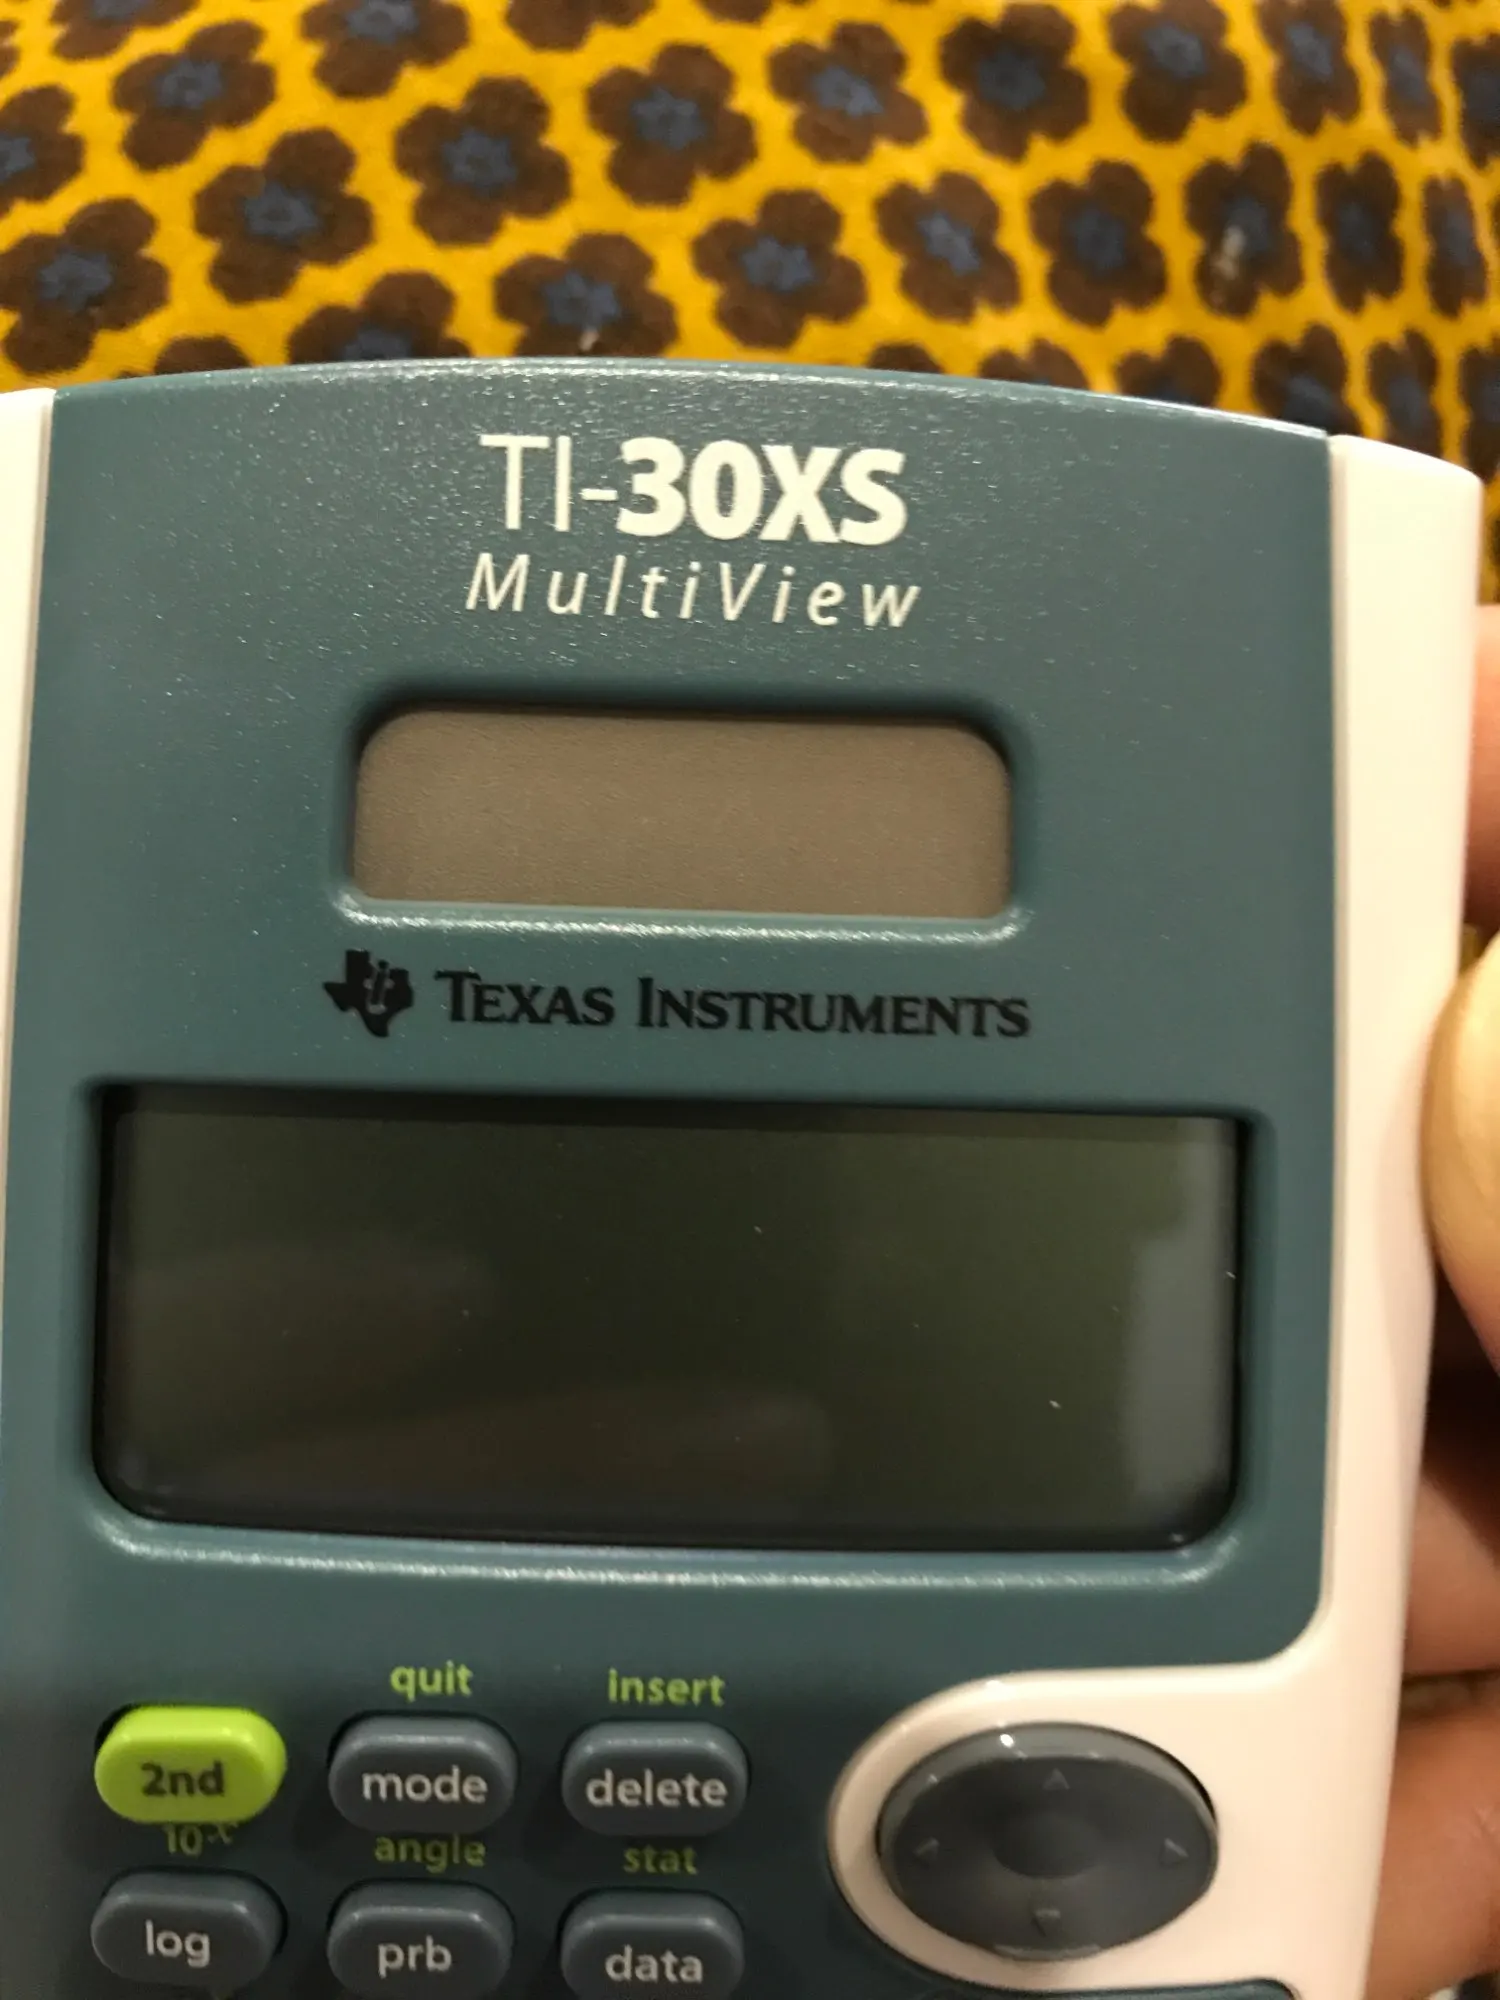 TI-30XS
MultiView
TEXAS INSTRUMENTS
quit insert
2nd mode delete
10ˣ angle stat
log prb data